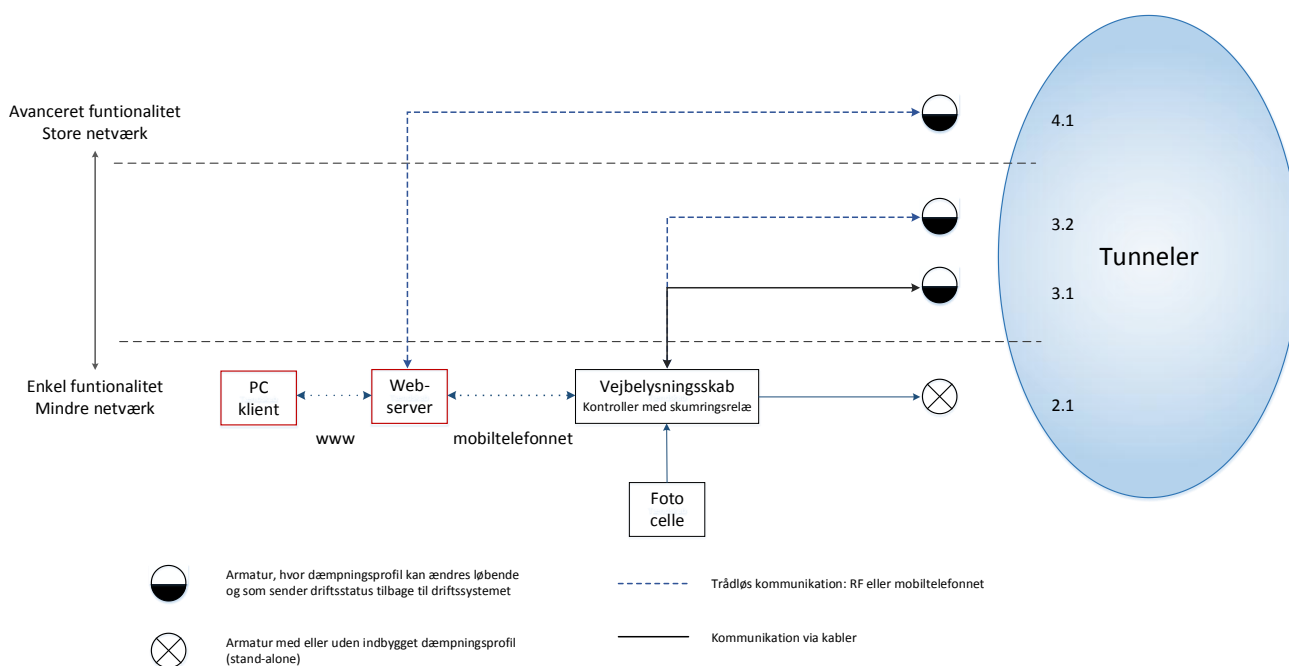 Avanceret funtionalitet
Store netværk
4.1
3.2
Tunneler
3.1
Enkel funtionalitet
Mindre netværk
PC
klient
Web-
server
Vejbelysningsskab
Kontroller med skumringsrelæ
2.1
www
mobiltelefonnet
Foto
celle
Armatur, hvor dæmpningsprofil kan ændres løbende
og som sender driftsstatus tilbage til driftssystemet
Trådløs kommunikation: RF eller mobiltelefonnet
Armatur med eller uden indbygget dæmpningsprofil
(stand-alone)
Kommunikation via kabler